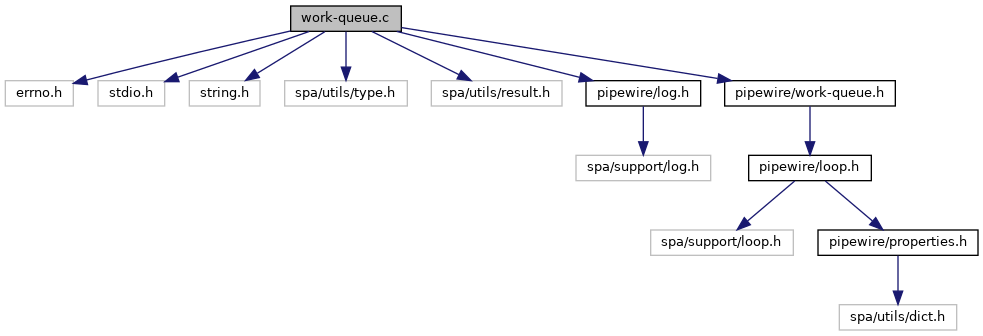 work-queue.c
errno.h
stdio.h
string.h
spa/utils/type.h
spa/utils/result.h
pipewire/log.h
pipewire/work-queue.h
spa/support/log.h
pipewire/loop.h
spa/support/loop.h
pipewire/properties.h
spa/utils/dict.h